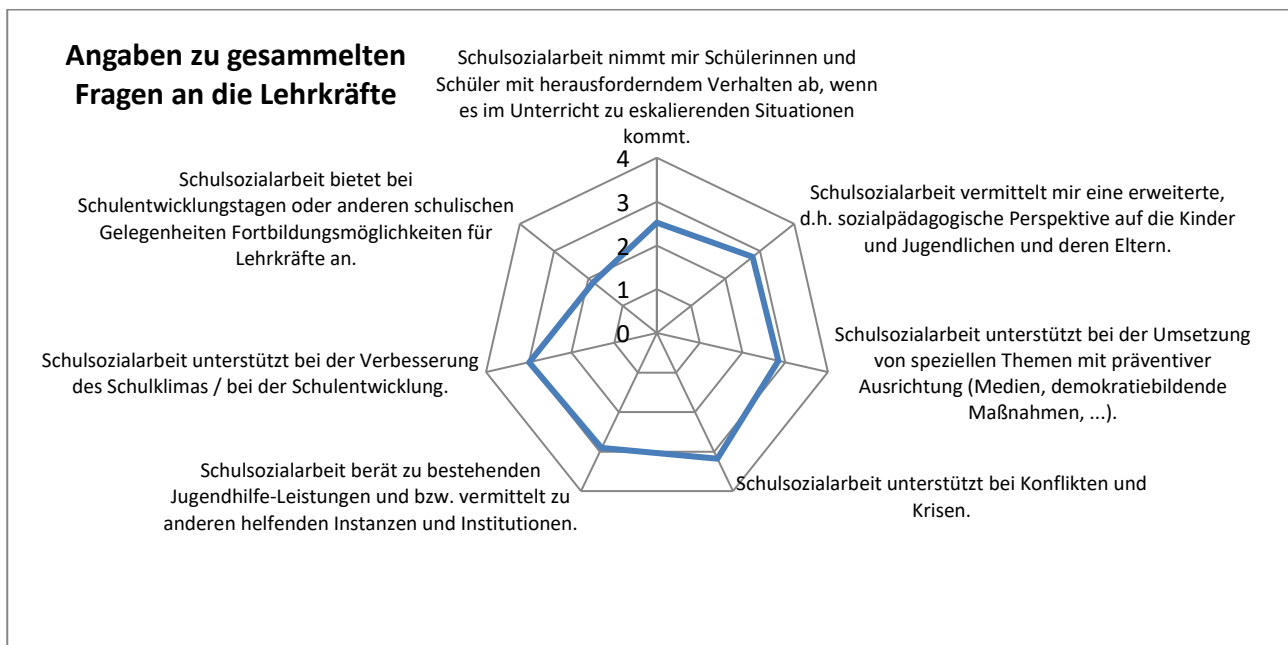 Angaben zu gesammelten
Fragen an die Lehrkräfte
Schulsozialarbeit nimmt mir Schülerinnen und
Schüler mit herausforderndem Verhalten ab, wenn
es im Unterricht zu eskalierenden Situationen
kommt.
Schulsozialarbeit vermittelt mir eine erweiterte,
d.h. sozialpädagogische Perspektive auf die Kinder
und Jugendlichen und deren Eltern.
Schulsozialarbeit unterstützt bei der Umsetzung
von speziellen Themen mit präventiver
Ausrichtung (Medien, demokratiebildende
Maßnahmen, ...).
Schulsozialarbeit unterstützt bei Konflikten und
Krisen.
Schulsozialarbeit berät zu bestehenden
Jugendhilfe-Leistungen und bzw. vermittelt zu
anderen helfenden Instanzen und Institutionen.
Schulsozialarbeit unterstützt bei der Verbesserung
des Schulklimas / bei der Schulentwicklung.
Schulsozialarbeit bietet bei
Schulentwicklungstagen oder anderen schulischen
Gelegenheiten Fortbildungsmöglichkeiten für
Lehrkräfte an.
4
3
2
1
0